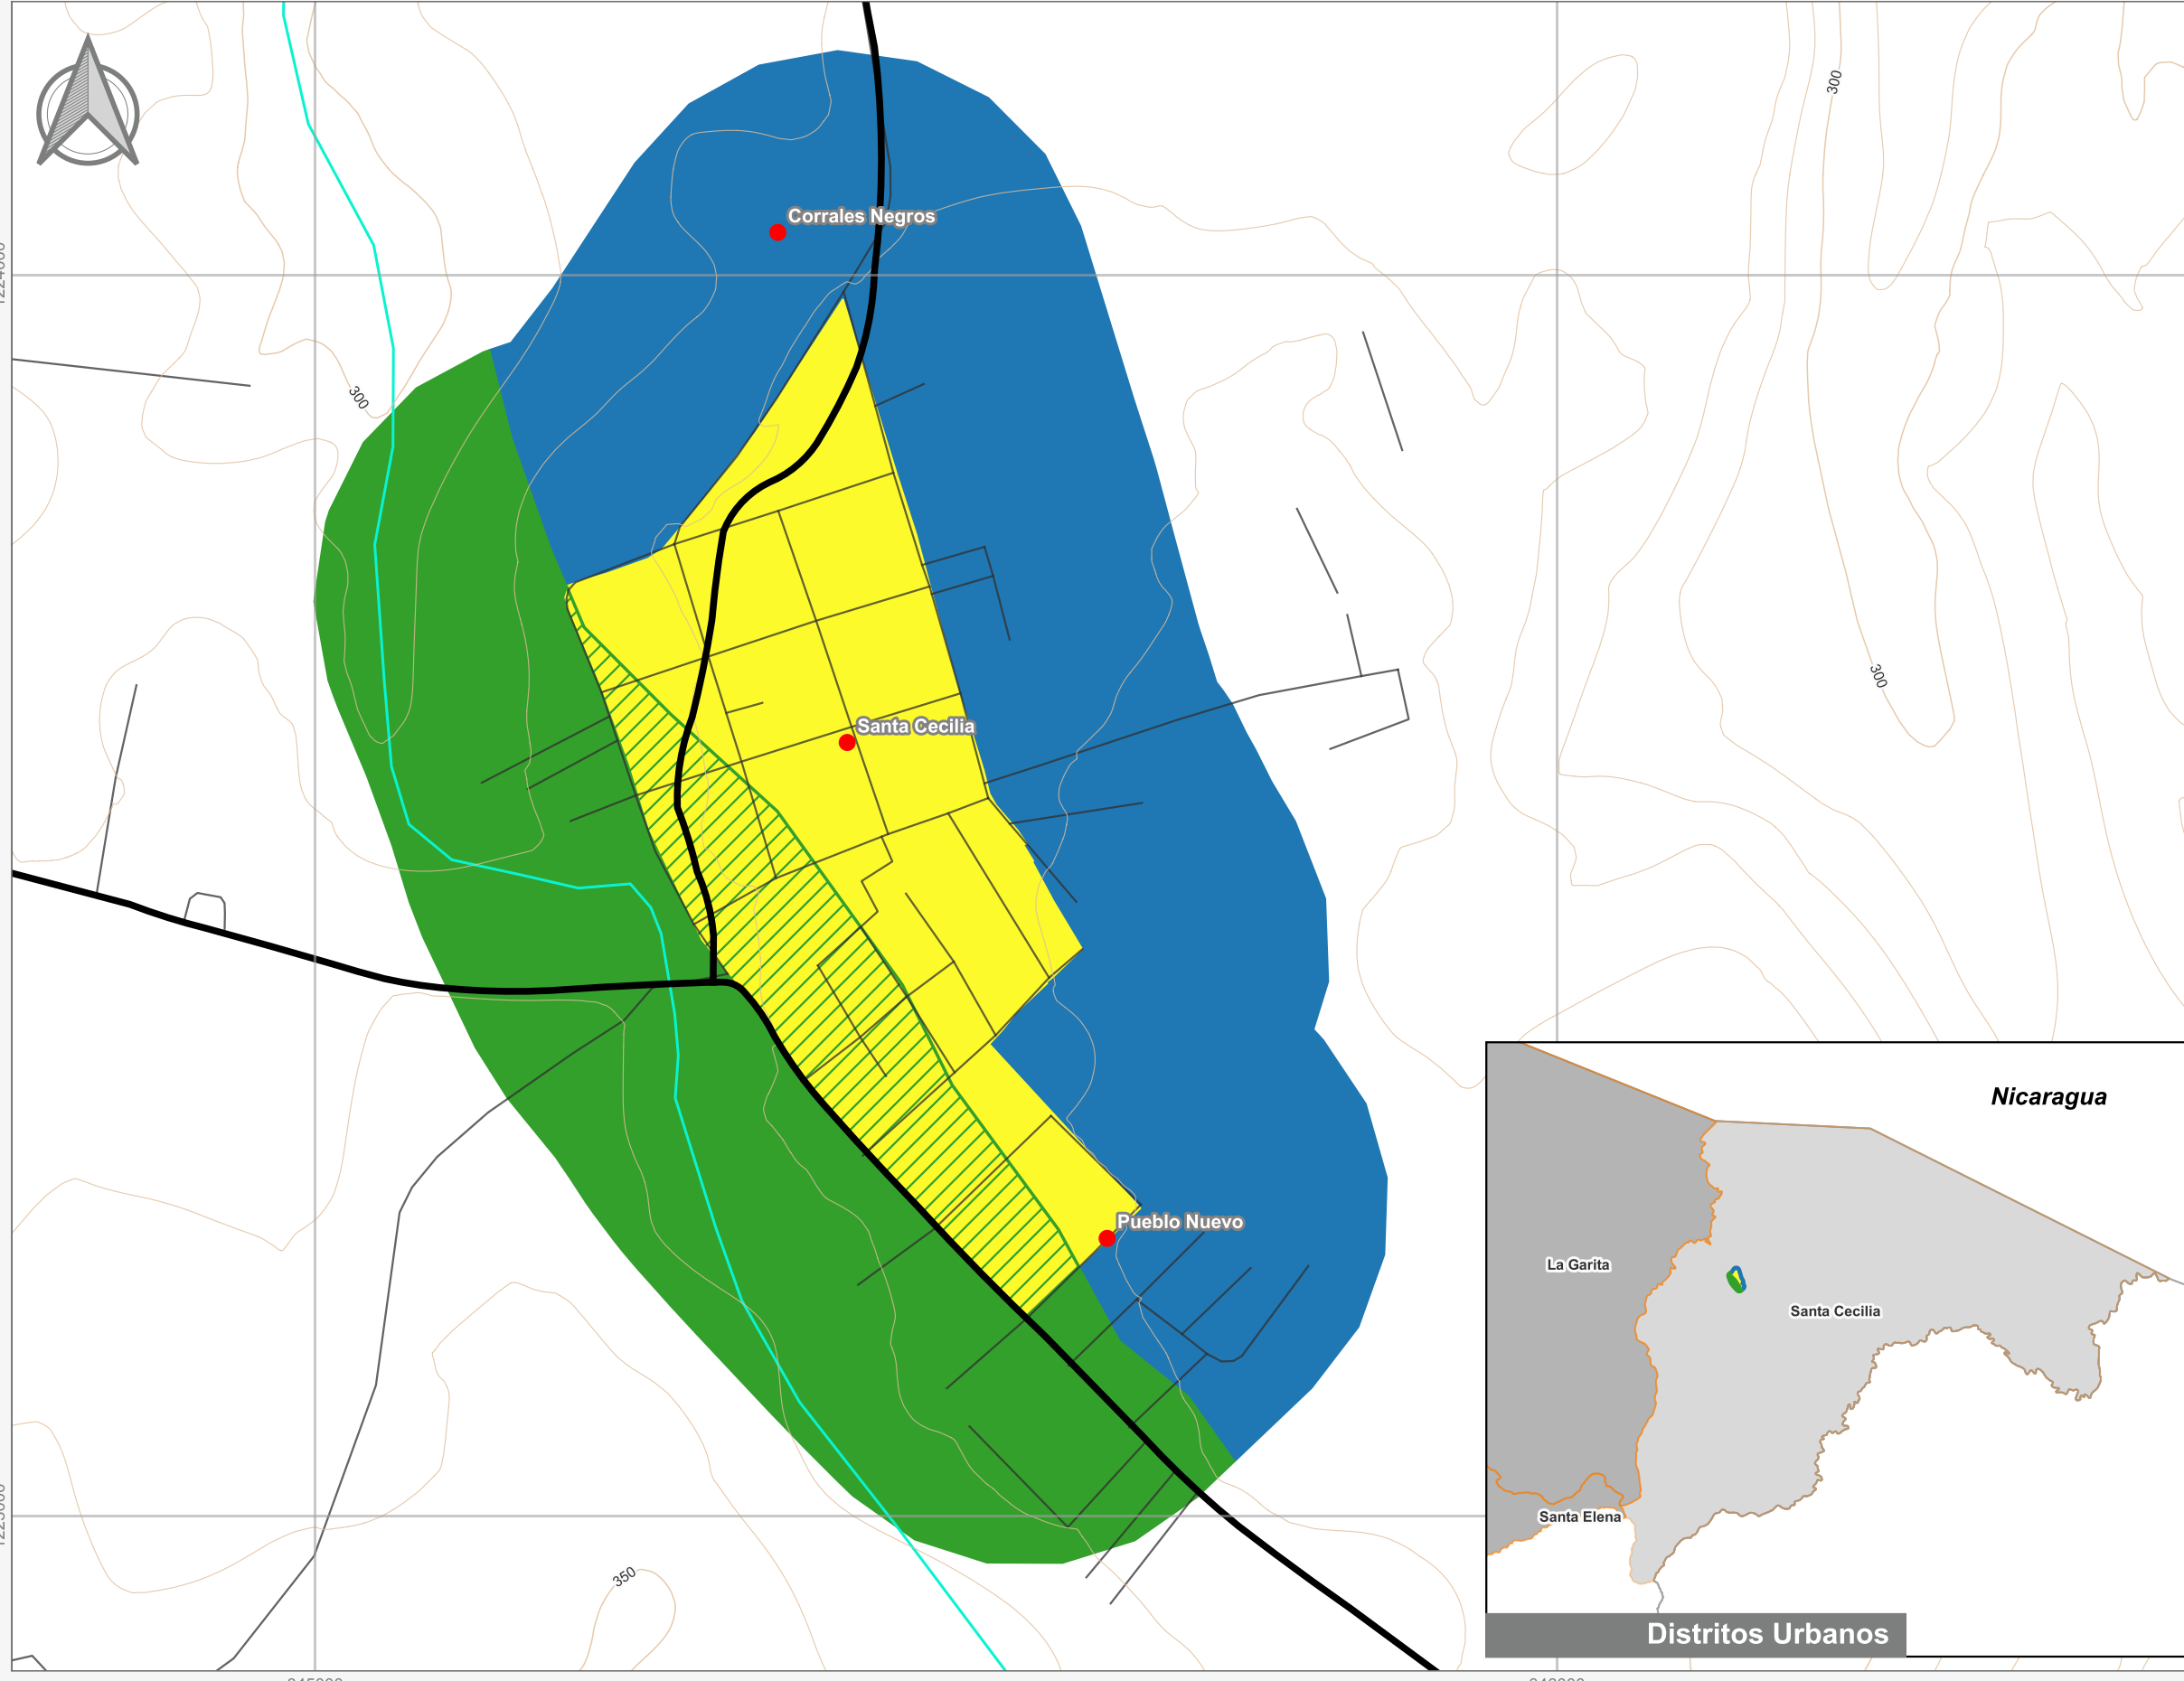 300
Corrales Negros
300
Santa Cecilia
300
Pueblo Nuevo
Nicaragua
La Garita
Santa Cecilia
Santa Elena
350
Distritos Urbanos